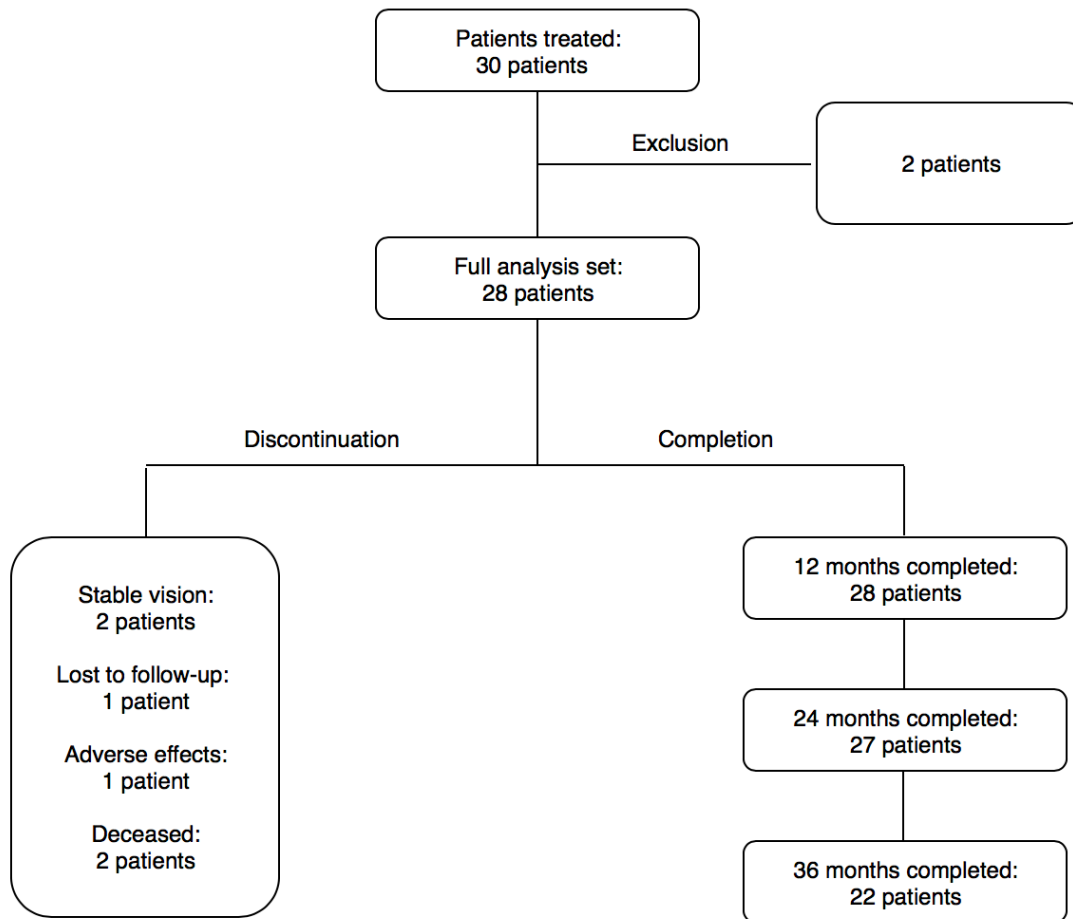 Patients treated:
30 patients
Exclusion
2 patients
Full analysis set:
28 patients
Discontinuation
Completion
Stable vision:
2 patients
Lost to follow-up:
1 patient
Adverse effects:
1 patient
Deceased:
2 patients
12 months completed:
28 patients
24 months completed:
27 patients
36 months completed:
22 patients